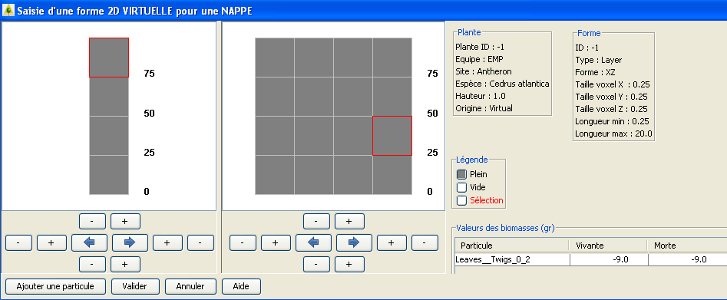 Saisie d'une forme 2D VIRTUELLE pour une NAPPE
75
50
25
0
- +
- + + -
- +
75
50
25
0
- +
- + + -
- +
Plante
Plante ID : -1
Equipe : EMP
Site : Antheron
Espèce : Cedrus atlantica
Hauteur : 1.0
Origine : Virtual
Forme
ID : -1
Type : Layer
Forme : XZ
Taille voxel X : 0.25
Taille voxel Y : 0.25
Taille voxel Z : 0.25
Longueur min : 0.25
Longueur max : 20.0
Légende
Plein
Vide
Sélection
Valeurs des biomasses (gr)
Particule Vivante Morte
Leaves__Twigs_0_2 -9.0 -9.0
Ajouter une particule Valider Annuler Aide